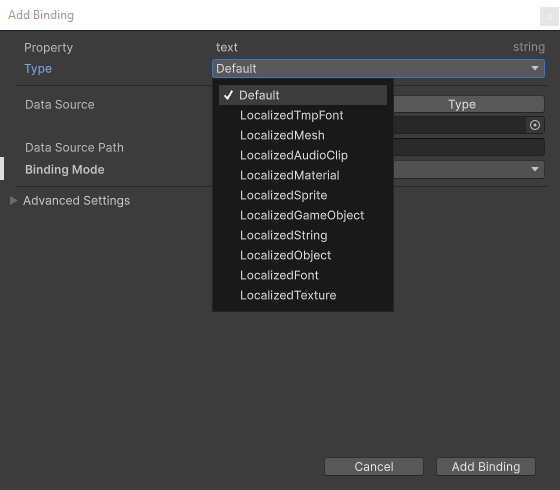 Add Binding
Property text string
Type Default
Default
Data Source Type
LocalizedTmpFont
LocalizedMesh
Data Source Path
LocalizedAudioClip
Binding Mode
LocalizedMaterial
LocalizedSprite
Advanced Settings
LocalizedGameObject
LocalizedString
LocalizedObject
LocalizedFont
LocalizedTexture
Cancel Add Binding